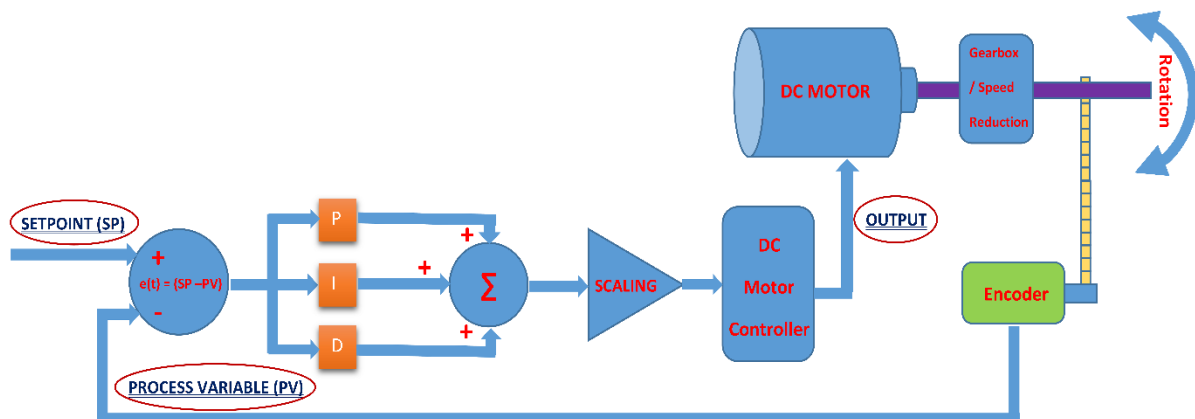 SETPOINT (SP)
+
e(t) = (SP –PV)
-
PROCESS VARIABLE (PV)
P
I
D
+
+
+
Σ
SCALING
DC
Motor
Controller
OUTPUT
DC MOTOR
Gearbox
/ Speed
Reduction
Rotation
Encoder